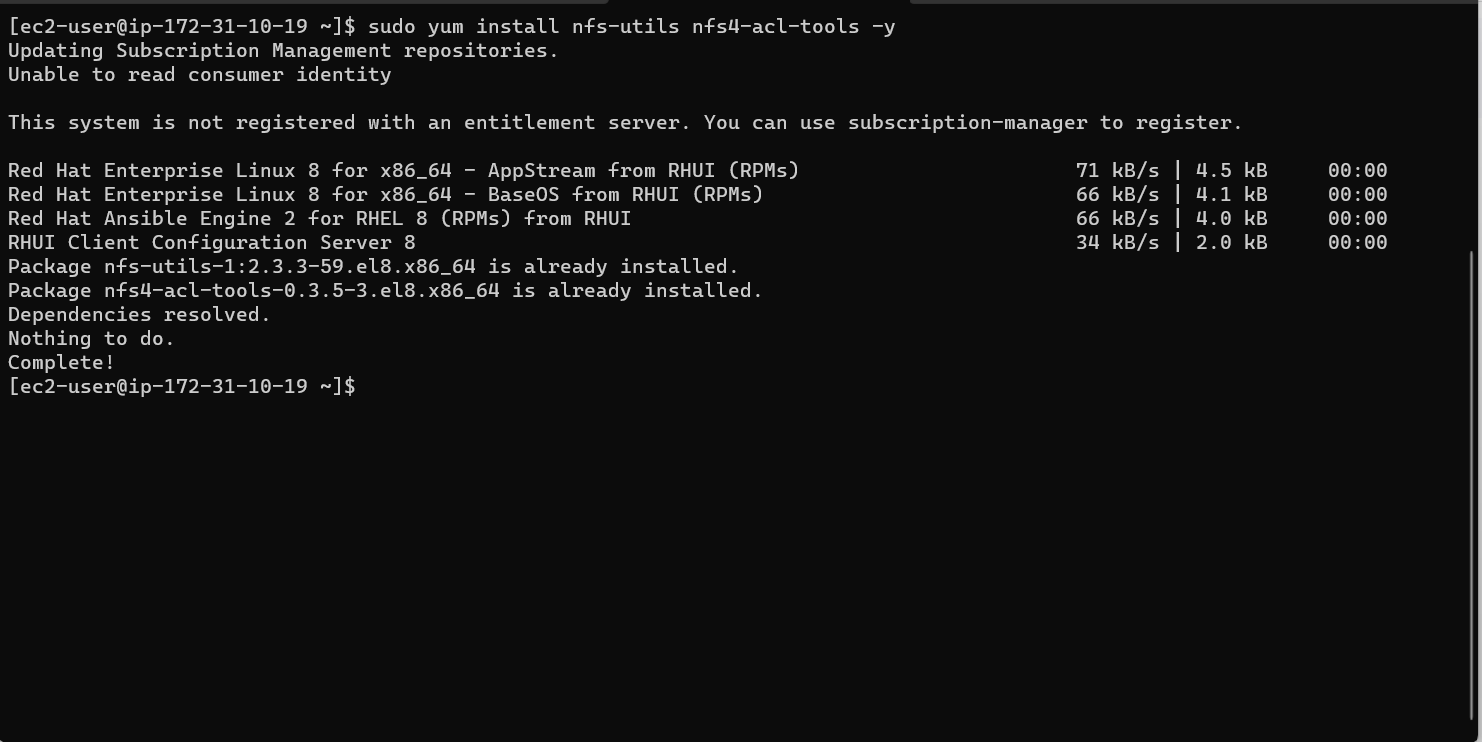 [ec2-user@ip-172-31-10-19 ~]$ sudo yum install nfs-utils nfs4-acl-tools -y
Updating Subscription Management repositories.
Unable to read consumer identity
This system is not registered with an entitlement server. You can use subscription-manager to register.
Red Hat Enterprise Linux 8 for x86_64 - AppStream from RHUI (RPMs) 71 kB/s | 4.5 kB 00:00
Red Hat Enterprise Linux 8 for x86_64 - BaseOS from RHUI (RPMs) 66 kB/s | 4.1 kB 00:00
Red Hat Ansible Engine 2 for RHEL 8 (RPMs) from RHUI 66 kB/s | 4.0 kB 00:00
RHUI Client Configuration Server 8 34 kB/s | 2.0 kB 00:00
Package nfs-utils-1:2.3.3-59.el8.x86_64 is already installed.
Package nfs4-acl-tools-0.3.5-3.el8.x86_64 is already installed.
Dependencies resolved.
Nothing to do.
Complete!
[ec2-user@ip-172-31-10-19 ~]$